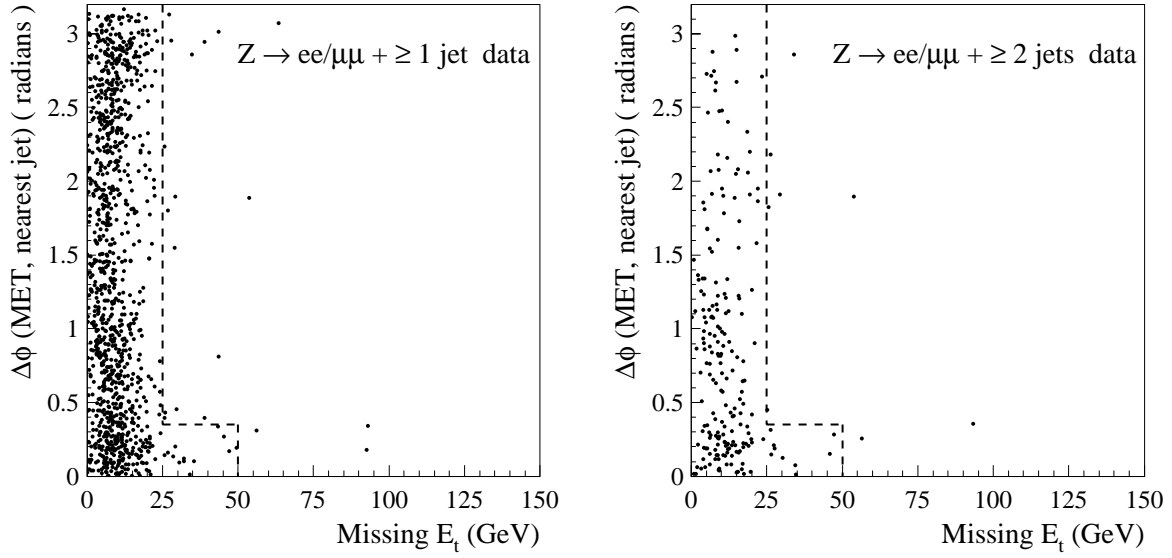 Δϕ (MET, nearest jet) ( radians )
3
2.5
2
1.5
1
0.5
0
Z → ee/μμ + ≥ 1 jet data
0 25 50 75 100 125 150
Missing E_t (GeV)
Δϕ (MET, nearest jet) ( radians )
3
2.5
2
1.5
1
0.5
0
Z → ee/μμ + ≥ 2 jets data
0 25 50 75 100 125 150
Missing E_t (GeV)